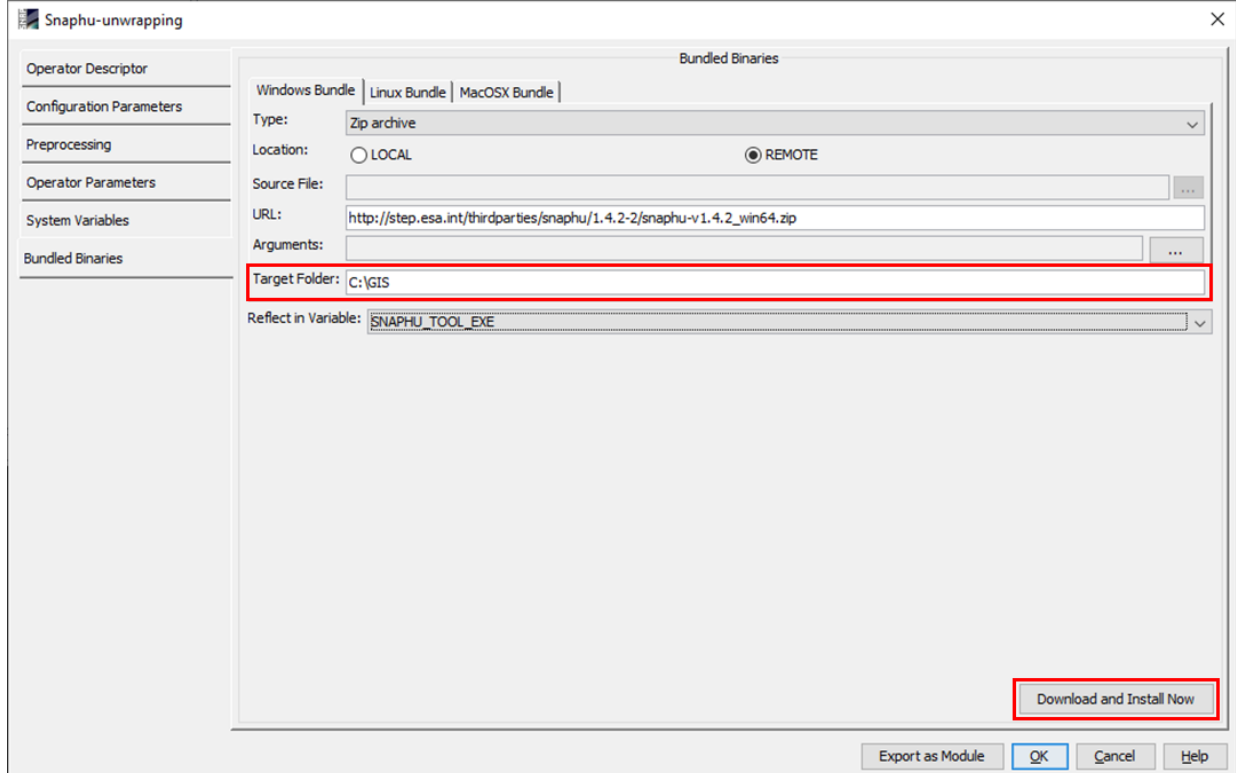 Snaphu-unwrapping
Operator Descriptor
Configuration Parameters
Preprocessing
Operator Parameters
System Variables
Bundled Binaries
Bundled Binaries
Windows Bundle Linux Bundle MacOSX Bundle
Type: Zip archive
Location: LOCAL REMOTE
Source File: ...
URL: http://step.esa.int/thirdparties/snaphu/1.4.2-2/snaphu-v1.4.2_win64.zip
Arguments: ...
Target Folder: C:\GIS
Reflect in Variable: SNAPHU_TOOL_EXE
Download and Install Now
Export as Module OK Cancel Help